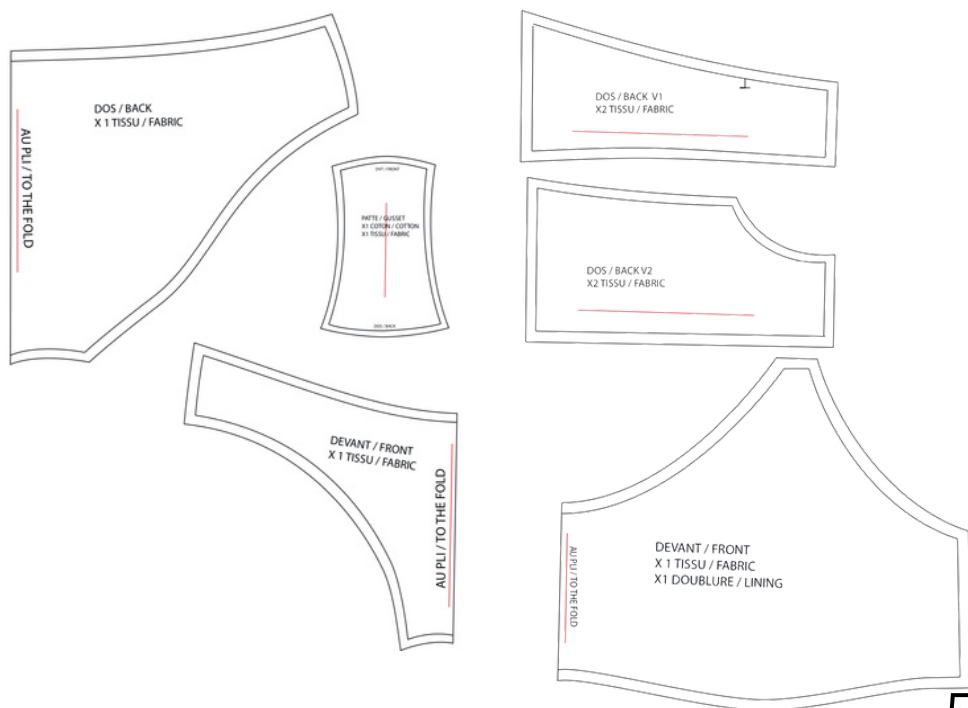 DOS / BACK
X 1 TISSU / FABRIC
AU PLI / TO THE FOLD
DVT / FRONT
PATTE / GUSSET
X1 COTON / COTTON
X1 TISSU / FABRIC
DOS / BACK
DEVANT / FRONT
X 1 TISSU / FABRIC
AU PLI / TO THE FOLD
DOS / BACK V1
X2 TISSU / FABRIC
DOS / BACK V2
X2 TISSU / FABRIC
DEVANT / FRONT
X 1 TISSU / FABRIC
X1 DOUBLURE / LINING
AU PLI / TO THE FOLD